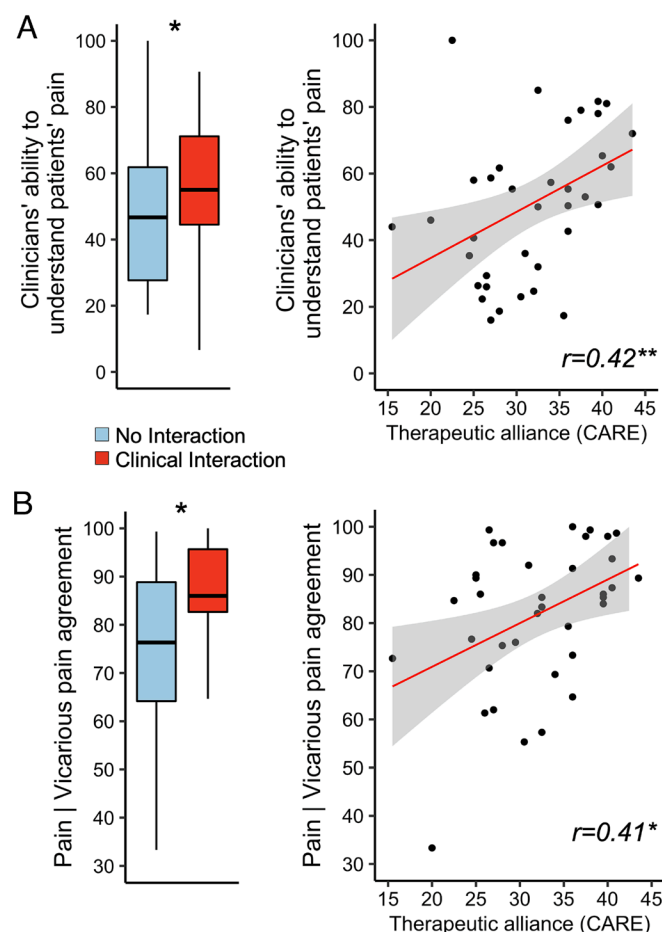 A
*
Clinicians' ability to
understand patients' pain
100
80
60
40
20
0
Clinicians' ability to
understand patients' pain
100
80
60
40
20
0
r=0.42**
15 20 25 30 35 40 45
Therapeutic alliance (CARE)
No Interaction
Clinical Interaction
B
*
Pain | Vicarious pain agreement
100
90
80
70
60
50
40
30
Pain | Vicarious pain agreement
100
90
80
70
60
50
40
30
r=0.41*
15 20 25 30 35 40 45
Therapeutic alliance (CARE)